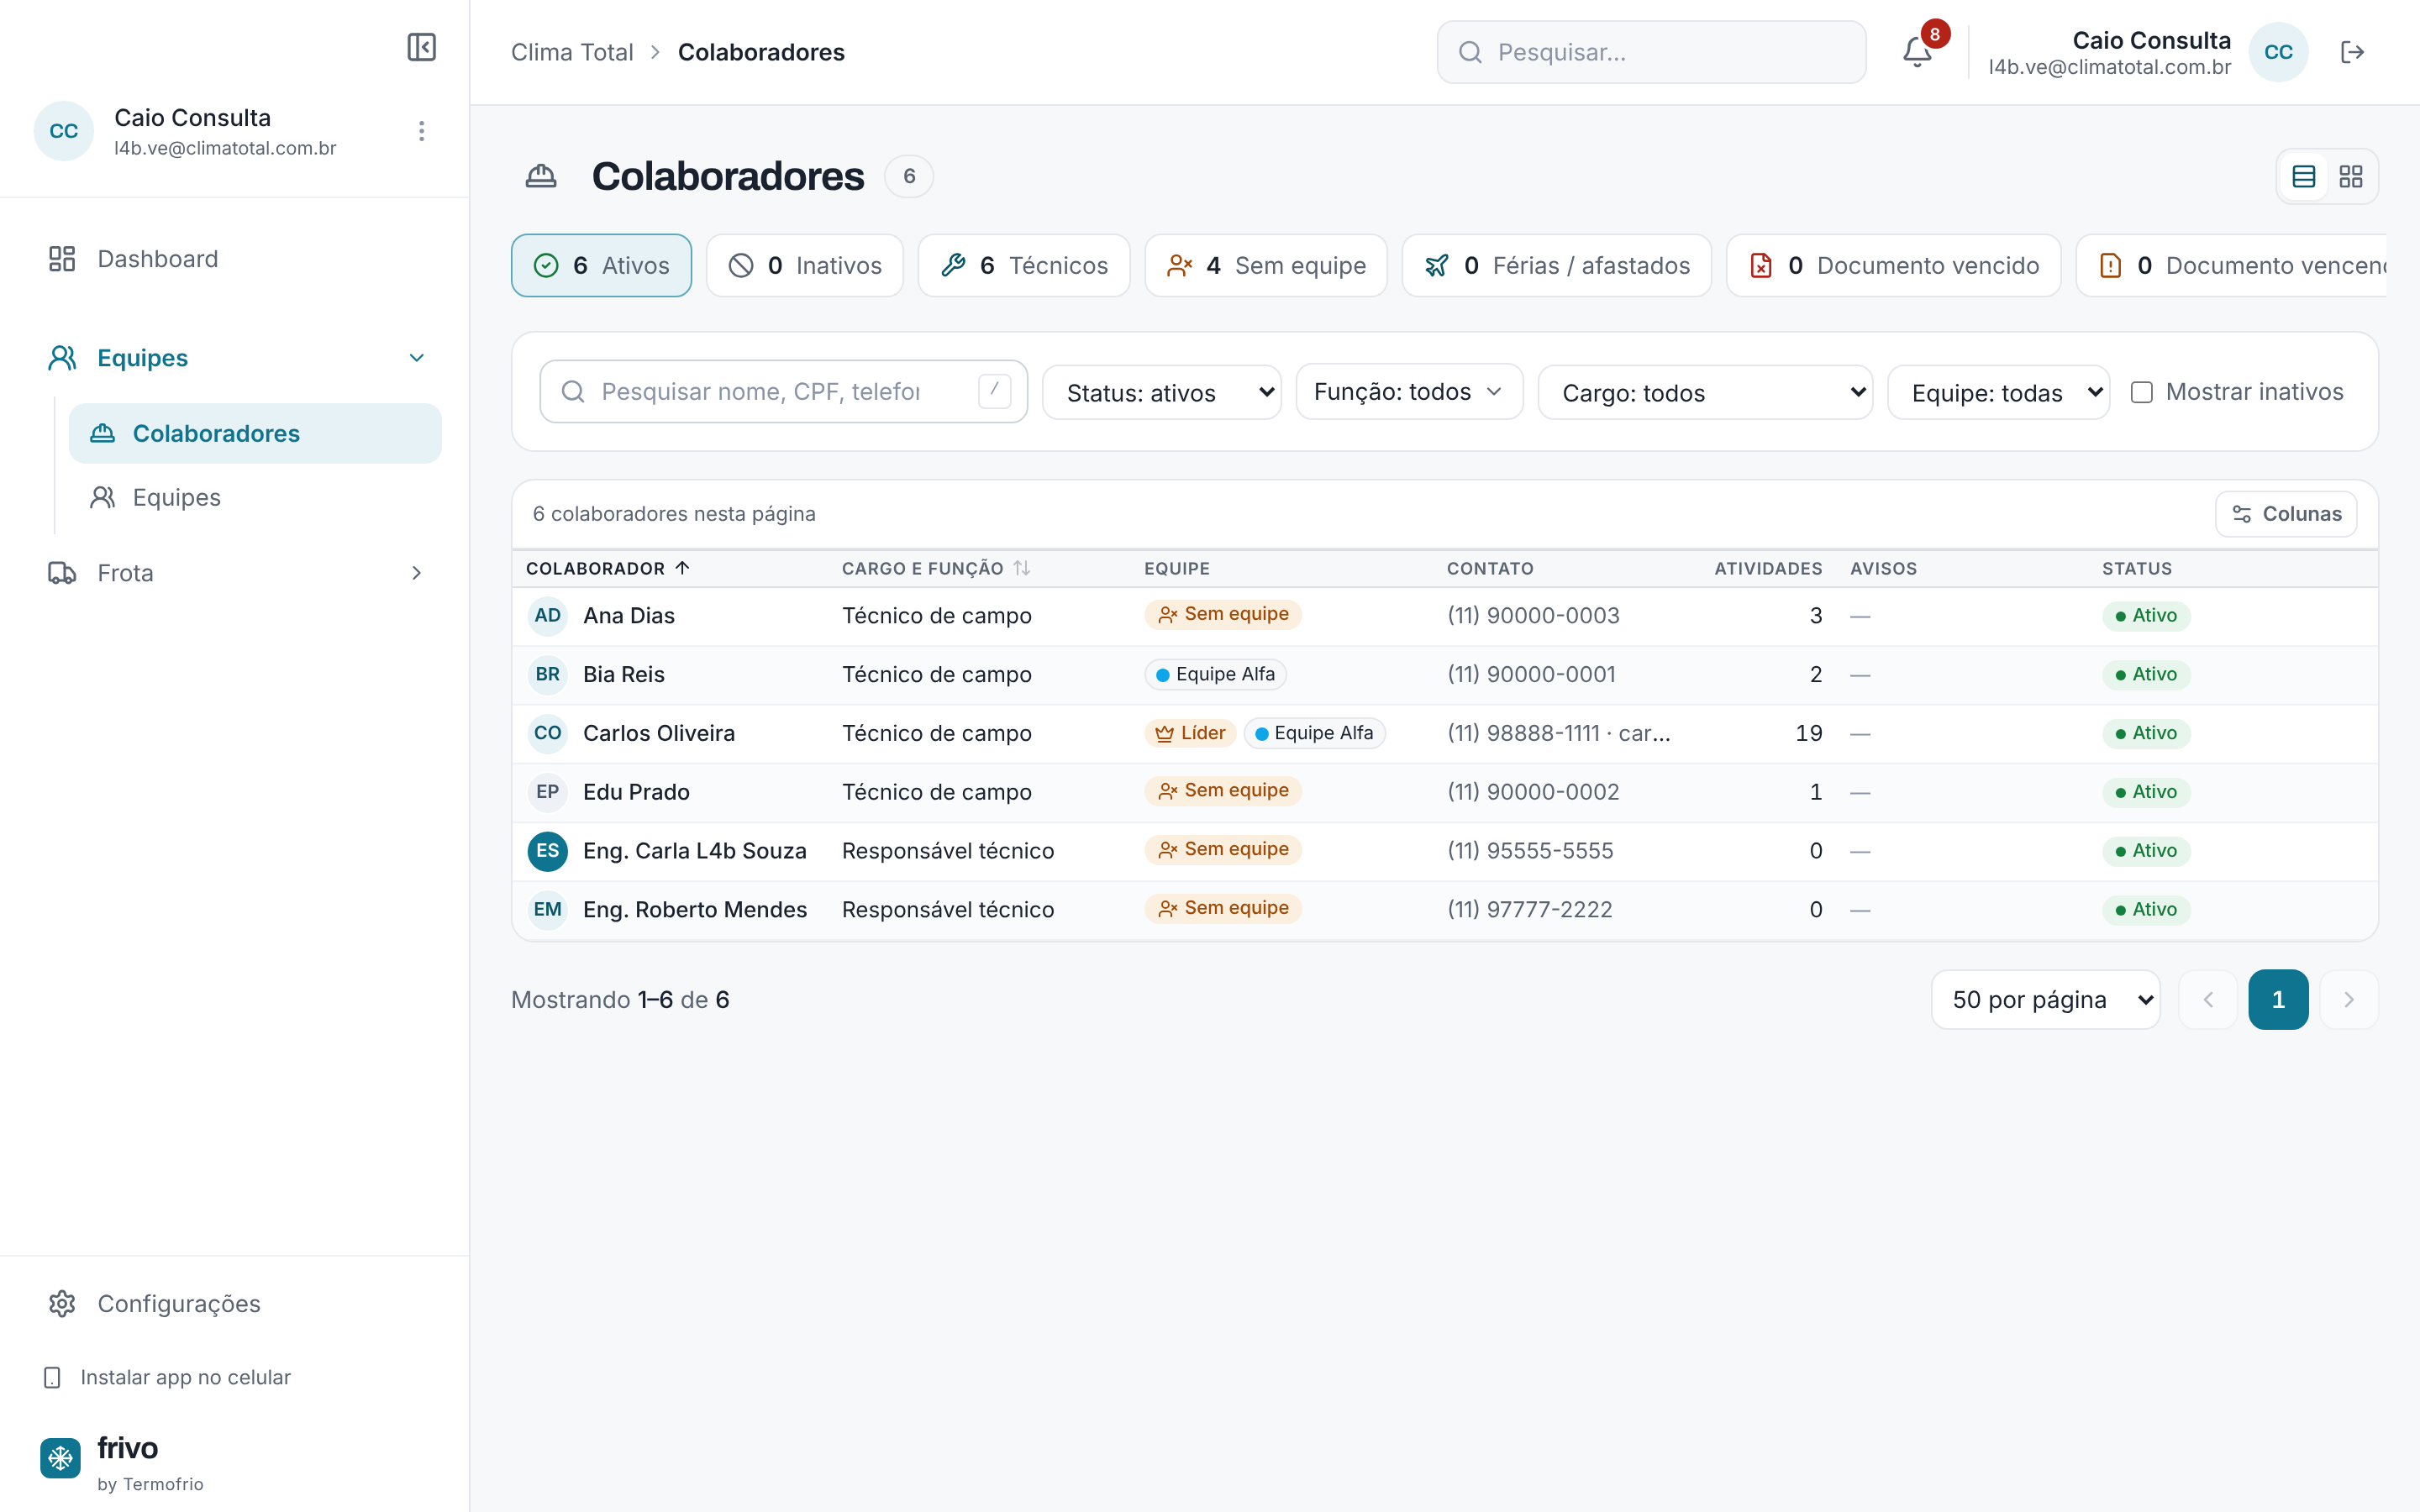 Clima Total > Colaboradores
Pesquisar...
8
Caio Consulta
l4b.ve@climatotal.com.br
CC
CC
Caio Consulta
l4b.ve@climatotal.com.br
Dashboard
Equipes
Colaboradores
Equipes
Frota
Configurações
Instalar app no celular
frivo
by Termofrio
Colaboradores 6
6 Ativos
0 Inativos
6 Técnicos
4 Sem equipe
0 Férias / afastados
0 Documento vencido
0 Documento vencen
Pesquisar nome, CPF, telefor
/
Status: ativos
Função: todos
Cargo: todos
Equipe: todas
Mostrar inativos
6 colaboradores nesta página
Colunas
COLABORADOR CARGO E FUNÇÃO EQUIPE CONTATO ATIVIDADES AVISOS STATUS
AD Ana Dias Técnico de campo Sem equipe (11) 90000-0003 3 — Ativo
BR Bia Reis Técnico de campo Equipe Alfa (11) 90000-0001 2 — Ativo
CO Carlos Oliveira Técnico de campo Líder Equipe Alfa (11) 98888-1111 · car... 19 — Ativo
EP Edu Prado Técnico de campo Sem equipe (11) 90000-0002 1 — Ativo
ES Eng. Carla L4b Souza Responsável técnico Sem equipe (11) 95555-5555 0 — Ativo
EM Eng. Roberto Mendes Responsável técnico Sem equipe (11) 97777-2222 0 — Ativo
Mostrando 1–6 de 6
50 por página
1